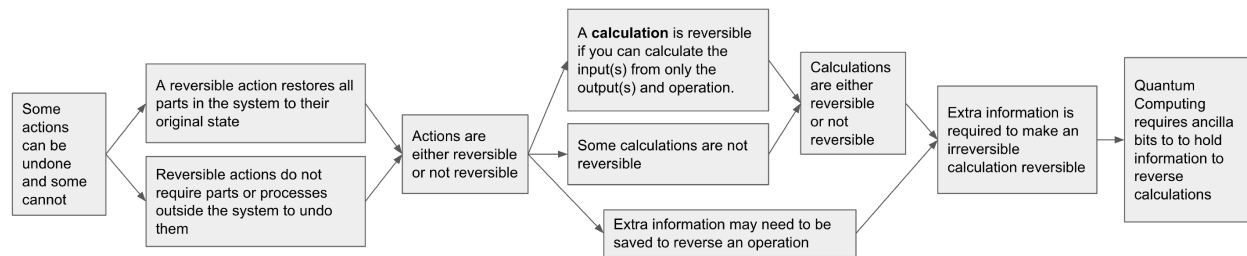 Some
actions
can be
undone
and some
cannot
A reversible action restores all
parts in the system to their
original state
Reversible actions do not
require parts or processes
outside the system to undo
them
Actions are
either reversible
or not reversible
A calculation is reversible
if you can calculate the
input(s) from only the
output(s) and operation.
Some calculations are not
reversible
Extra information may need to be
saved to reverse an operation
Calculations
are either
reversible
or not
reversible
Extra information is
required to make an
irreversible
calculation reversible
Quantum
Computing
requires ancilla
bits to to hold
information to
reverse
calculations